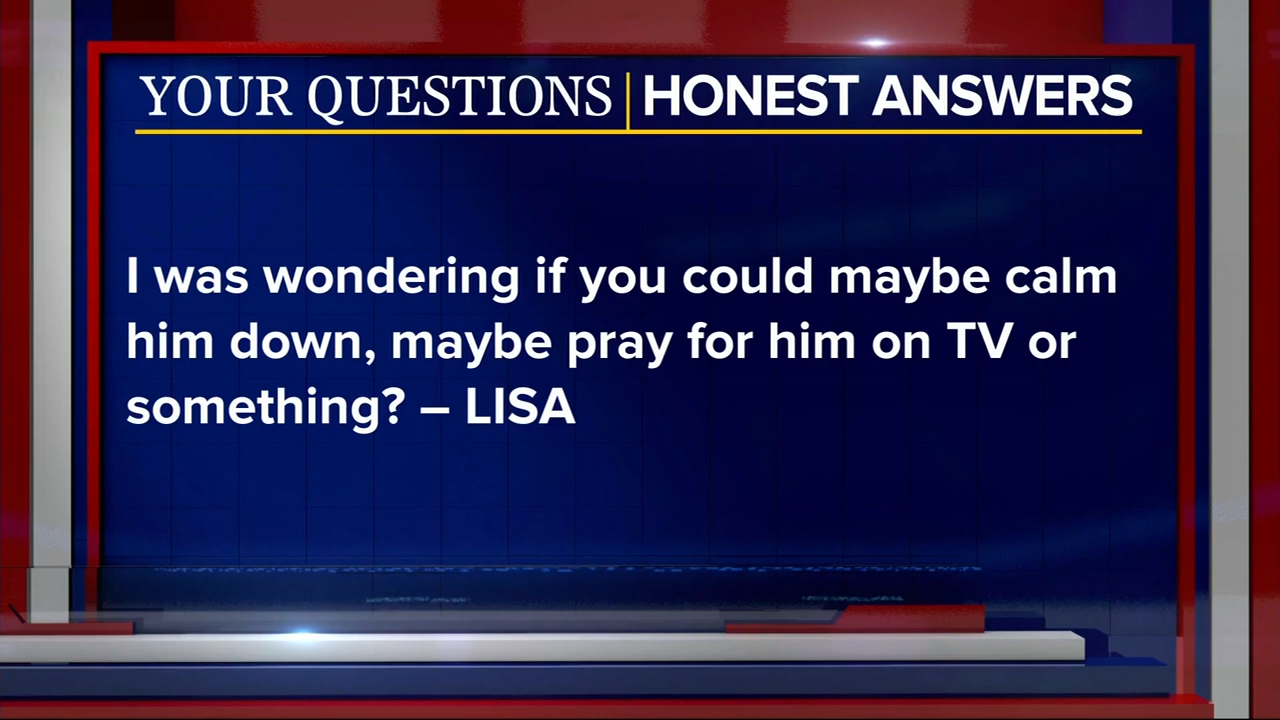 YOUR QUESTIONS | HONEST ANSWERS
I was wondering if you could maybe calm
him down, maybe pray for him on TV or
something? – LISA